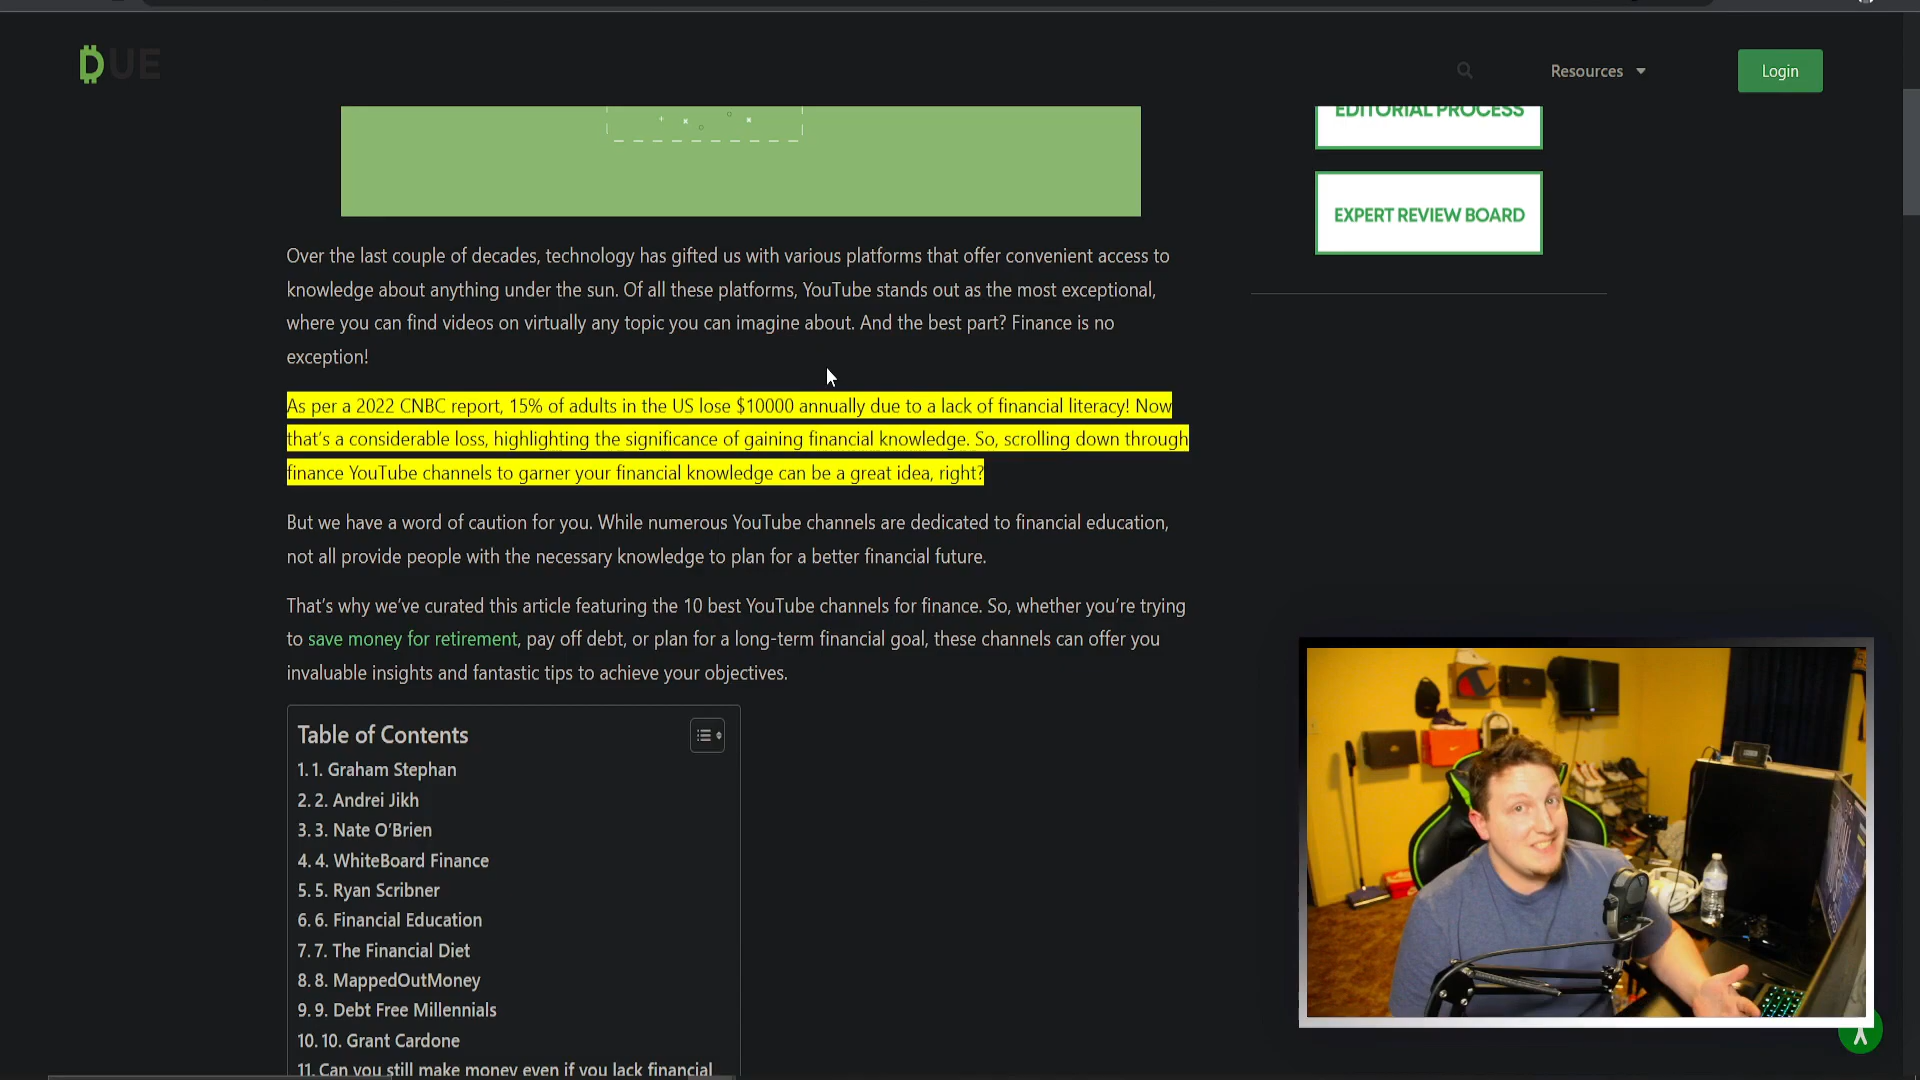 DUE
Resources
Login
EDITORIAL PROCESS
EXPERT REVIEW BOARD
Over the last couple of decades, technology has gifted us with various platforms that offer convenient access to
knowledge about anything under the sun. Of all these platforms, YouTube stands out as the most exceptional,
where you can find videos on virtually any topic you can imagine about. And the best part? Finance is no
exception!
As per a 2022 CNBC report, 15% of adults in the US lose $10000 annually due to a lack of financial literacy! Now
that's a considerable loss, highlighting the significance of gaining financial knowledge. So, scrolling down through
finance YouTube channels to garner your financial knowledge can be a great idea, right?
But we have a word of caution for you. While numerous YouTube channels are dedicated to financial education,
not all provide people with the necessary knowledge to plan for a better financial future.
That's why we've curated this article featuring the 10 best YouTube channels for finance. So, whether you're trying
to save money for retirement, pay off debt, or plan for a long-term financial goal, these channels can offer you
invaluable insights and fantastic tips to achieve your objectives.
Table of Contents
1. 1. Graham Stephan
2. 2. Andrei Jikh
3. 3. Nate O'Brien
4. 4. WhiteBoard Finance
5. 5. Ryan Scribner
6. 6. Financial Education
7. 7. The Financial Diet
8. 8. MappedOutMoney
9. 9. Debt Free Millennials
10. 10. Grant Cardone
11. Can you still make money even if you lack financial